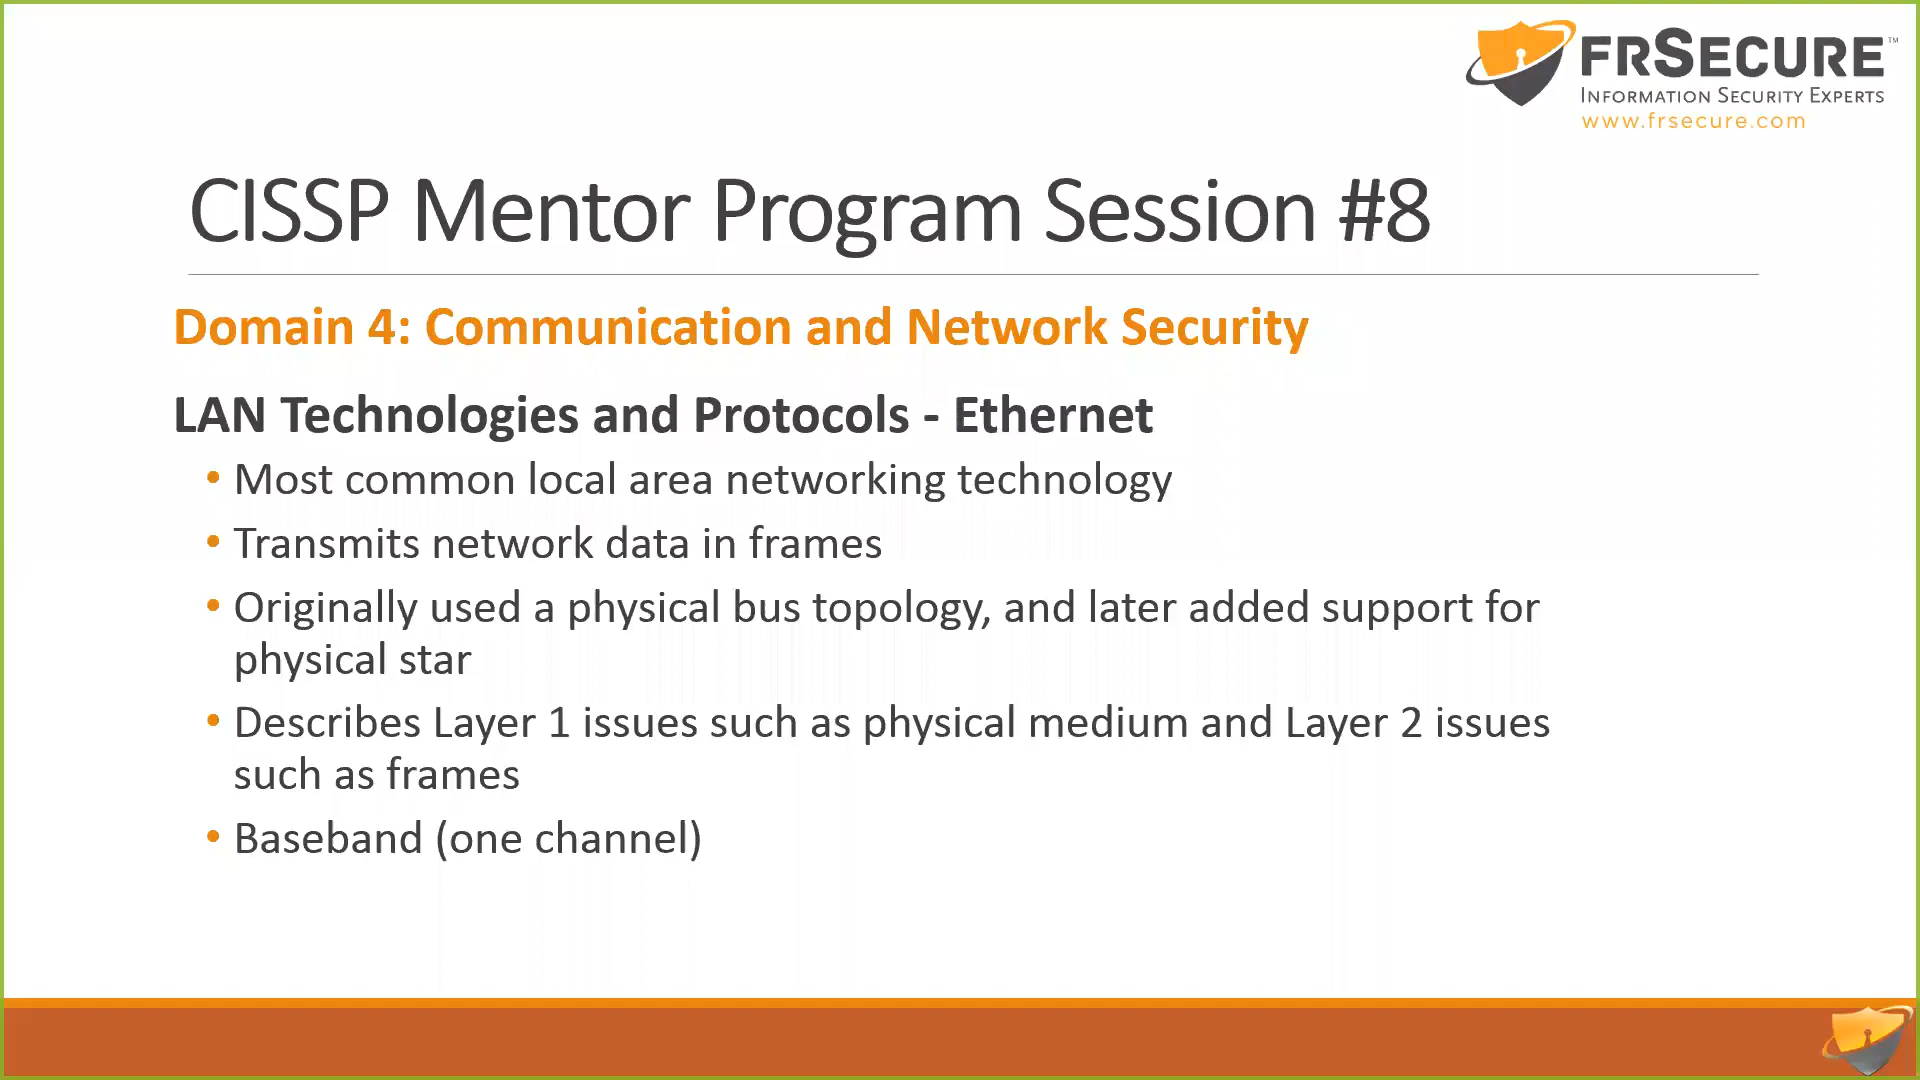 FRSECURE™
INFORMATION SECURITY EXPERTS
www.frsecure.com
CISSP Mentor Program Session #8
Domain 4: Communication and Network Security
LAN Technologies and Protocols - Ethernet
• Most common local area networking technology
• Transmits network data in frames
• Originally used a physical bus topology, and later added support for
physical star
• Describes Layer 1 issues such as physical medium and Layer 2 issues
such as frames
• Baseband (one channel)